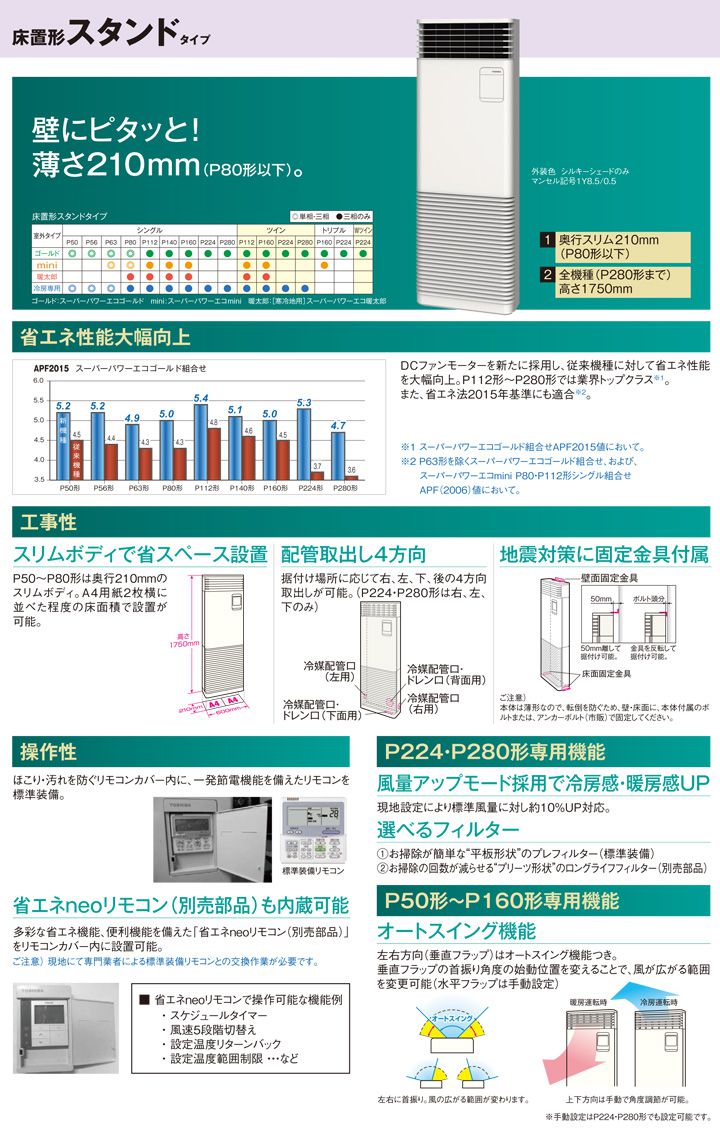 床置形スタンドタイプ
壁にピタッと!
薄さ210mm(P80形以下)。
外装色 シルキーシェードのみ
マンセル記号1Y8.5/0.5
床置形スタンドタイプ
◎単相・三相 ●三相のみ
室外タイプ シングル ツイン トリプル Wツイン
P50 P56 P63 P80 P112 P140 P160 P224 P280 P112 P160 P224 P280 P160 P224 P224
ゴールド ◎ ◎ ◎ ◎ ● ● ● ● ● ● ● ● ● ● ● ●
mini ◎ ◎ ● ● ● ● ● ●
暖太郎 ● ● ● ● ● ●
冷房専用 ◎ ◎ ◎ ● ● ● ● ● ● ● ● ● ●
ゴールド:スーパーパワーエコゴールド mini:スーパーパワーエコmini 暖太郎:[寒冷地用]スーパーパワーエコ暖太郎
1 奥行スリム210mm
(P80形以下)
2 全機種(P280形まで)
高さ1750mm
省エネ性能大幅向上
APF2015 スーパーパワーエコゴールド組合せ
6.0
5.5
5.0
4.5
4.0
3.5
5.2 5.2 4.9 5.0 5.4 5.1 5.0 5.3 4.7
4.5 4.4 4.3 4.3 4.8 4.6 4.5 3.7 3.6
新機種
従来機種
P50形 P56形 P63形 P80形 P112形 P140形 P160形 P224形 P280形
DCファンモーターを新たに採用し、従来機種に対して省エネ性能
を大幅向上。P112形〜P280形では業界トップクラス※1。
また、省エネ法2015年基準にも適合※2。
※1 スーパーパワーエコゴールド組合せAPF2015値において。
※2 P63形を除くスーパーパワーエコゴールド組合せ、および、
スーパーパワーエコmini P80・P112形シングル組合せ
APF(2006)値において。
工事性
スリムボディで省スペース設置
P50〜P80形は奥行210mmの
スリムボディ。A4用紙2枚横に
並べた程度の床面積で設置が
可能。
高さ
1750mm
A4 A4
210mm
600mm
配管取出し4方向
据付け場所に応じて右、左、下、後の4方向
取出しが可能。(P224・P280形は右、左、
下のみ)
冷媒配管口
(左用)
冷媒配管口・
ドレン口(背面用)
冷媒配管口・
ドレン口(下面用)
冷媒配管口
(右用)
地震対策に固定金具付属
壁面固定金具
50mm
ボルト頭分
50mm離して
据付け可能。
金具を反転して
据付け可能。
床面固定金具
ご注意)
本体は薄形なので、転倒を防ぐため、壁・床面に、本体付属のボ
ルトまたは、アンカーボルト(市販)で固定してください。
操作性
ほこり・汚れを防ぐリモコンカバー内に、一発節電機能を備えたリモコンを
標準装備。
TOSHIBA
標準装備リモコン
省エネneoリモコン(別売部品)も内蔵可能
多彩な省エネ機能、便利機能を備えた「省エネneoリモコン(別売部品)」
をリモコンカバー内に設置可能。
ご注意) 現地にて専門業者による標準装備リモコンとの交換作業が必要です。
TOSHIBA
■ 省エネneoリモコンで操作可能な機能例
・スケジュールタイマー
・風速5段階切替え
・設定温度リターンバック
・設定温度範囲制限 …など
P224・P280形専用機能
風量アップモード採用で冷房感・暖房感UP
現地設定により標準風量に対し約10%UP対応。
選べるフィルター
①お掃除が簡単な“平板形状”のプレフィルター(標準装備)
②お掃除の回数が減らせる“プリーツ形状”のロングライフフィルター(別売部品)
P50形〜P160形専用機能
オートスイング機能
左右方向(垂直フラップ)はオートスイング機能つき。
垂直フラップの首振り角度の始動位置を変えることで、風が広がる範囲
を変更可能(水平フラップは手動設定)
オートスイング
左右に首振り。風の広がる範囲が変わります。
暖房運転時
冷房運転時
上下方向は手動で角度調節が可能。
※手動設定はP224・P280形でも設定可能です。